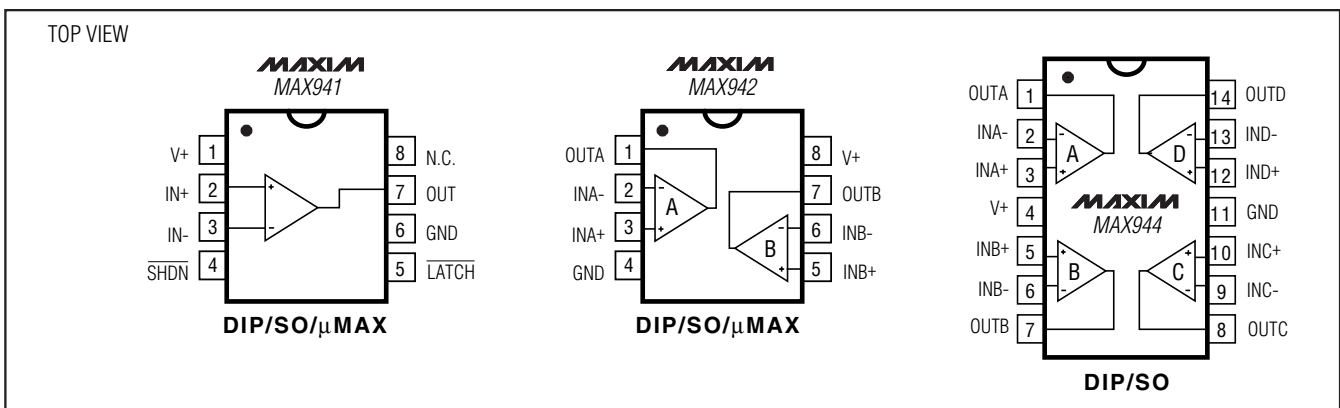 TOP VIEW
MAXIM
MAX941
V+ 1
IN+ 2
IN- 3
SHDN 4
8 N.C.
7 OUT
6 GND
5 LATCH
+
-
DIP/SO/µMAX
MAXIM
MAX942
OUTA 1
INA- 2
INA+ 3
GND 4
8 V+
7 OUTB
6 INB-
5 INB+
- A +
- B +
DIP/SO/µMAX
OUTA 1
INA- 2
INA+ 3
V+ 4
INB+ 5
INB- 6
OUTB 7
14 OUTD
13 IND-
12 IND+
11 GND
10 INC+
9 INC-
8 OUTC
- A +
- D +
MAXIM
MAX944
+ B -
+ C -
DIP/SO